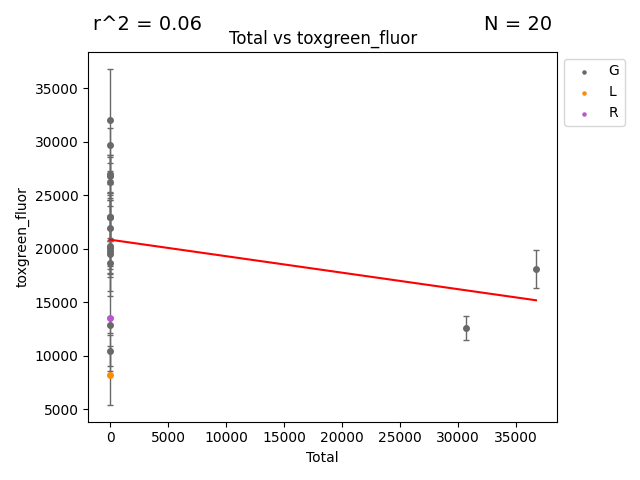 r^2 = 0.06
N = 20
Total vs toxgreen_fluor
G
L
R
35000
30000
25000
20000
15000
10000
5000
toxgreen_fluor
0 5000 10000 15000 20000 25000 30000 35000
Total